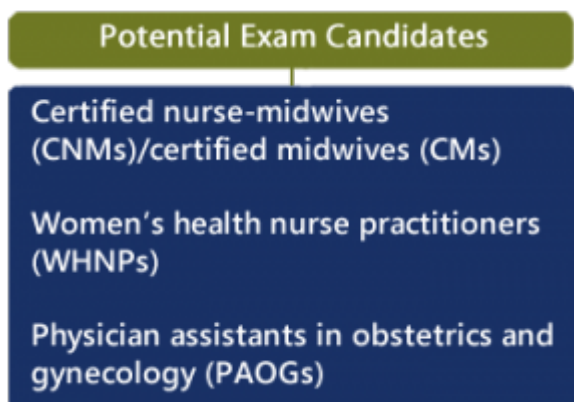 Potential Exam Candidates
Certified nurse-midwives
(CNMs)/certified midwives (CMs)
Women's health nurse practitioners
(WHNPs)
Physician assistants in obstetrics and
gynecology (PAOGs)